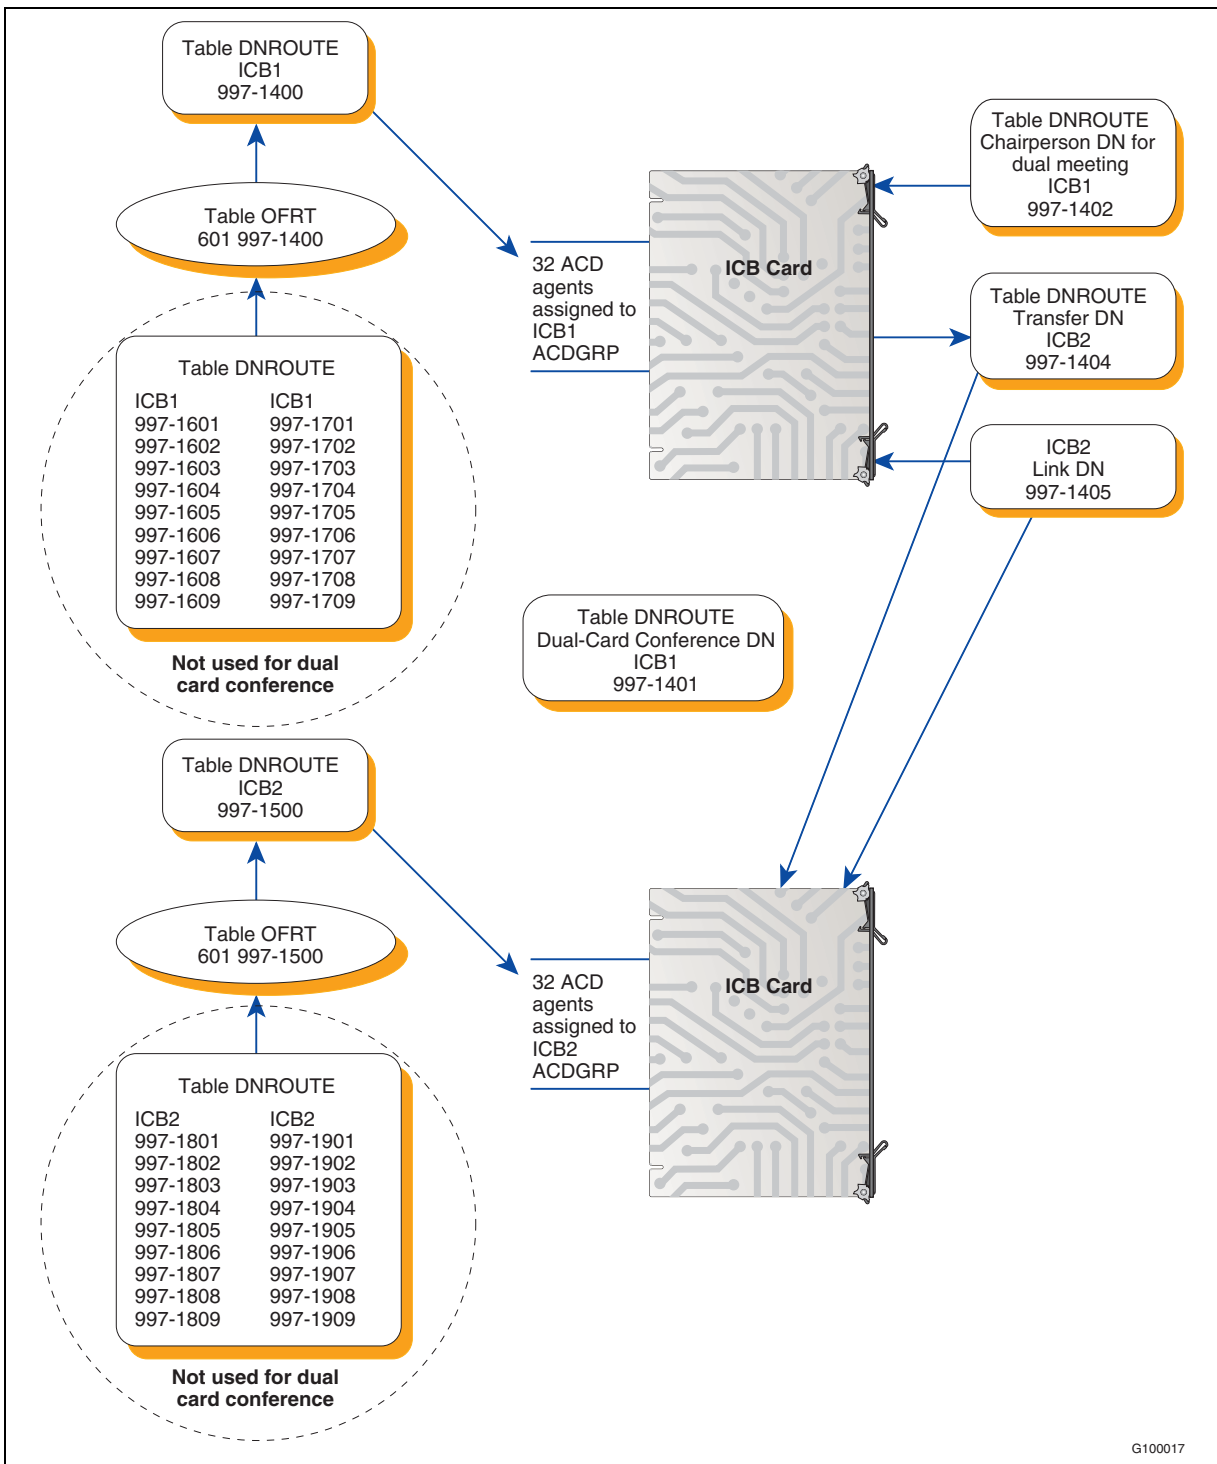 Table DNROUTE
ICB1
997-1400
Table OFRT
601 997-1400
Table DNROUTE
ICB1 ICB1
997-1601 997-1701
997-1602 997-1702
997-1603 997-1703
997-1604 997-1704
997-1605 997-1705
997-1606 997-1706
997-1607 997-1707
997-1608 997-1708
997-1609 997-1709
Not used for dual
card conference
32 ACD
agents
assigned to
ICB1
ACDGRP
ICB Card
Table DNROUTE
Chairperson DN for
dual meeting
ICB1
997-1402
Table DNROUTE
Transfer DN
ICB2
997-1404
ICB2
Link DN
997-1405
Table DNROUTE
Dual-Card Conference DN
ICB1
997-1401
Table DNROUTE
ICB2
997-1500
Table OFRT
601 997-1500
Table DNROUTE
ICB2 ICB2
997-1801 997-1901
997-1802 997-1902
997-1803 997-1903
997-1804 997-1904
997-1805 997-1905
997-1806 997-1906
997-1807 997-1907
997-1808 997-1908
997-1809 997-1909
Not used for dual
card conference
32 ACD
agents
assigned to
ICB2
ACDGRP
ICB Card
G100017